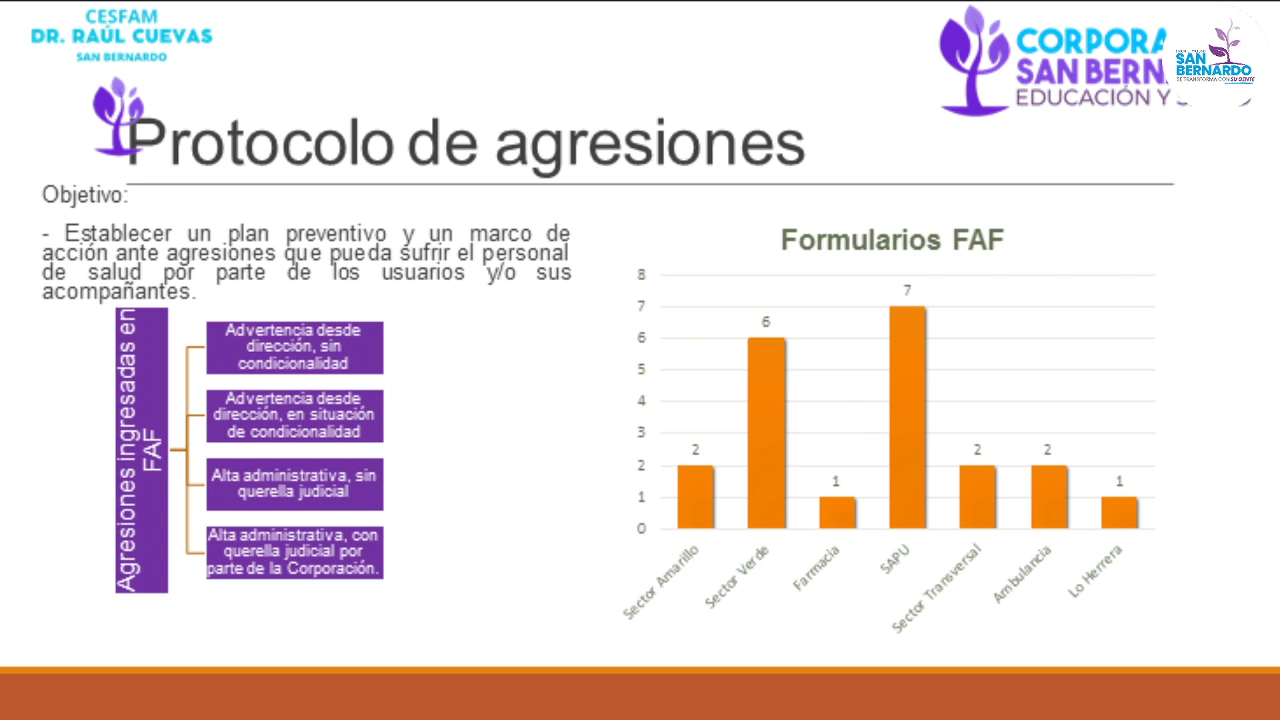 CESFAM
DR. RAÚL CUEVAS
SAN BERNARDO
CORPORA
SAN BERN
EDUCACIÓN Y
SAN
BERNARDO
SE TRANSFORMA CON SU GENTE
Protocolo de agresiones
Objetivo:
- Establecer un plan preventivo y un marco de
acción ante agresiones que pueda sufrir el personal
de salud por parte de los usuarios y/o sus
acompañantes.
Agresiones ingresadas en
FAF
Advertencia desde
dirección, sin
condicionalidad
Advertencia desde
dirección, en situación
de condicionalidad
Alta administrativa, sin
querella judicial
Alta administrativa, con
querella judicial por
parte de la Corporación.
Formularios FAF
8
7
6
5
4
3
2
1
0
2
6
1
7
2
2
1
Sector Amarillo
Sector Verde
Farmacia
SAPU
Sector Transversal
Ambulancia
Lo Herrera